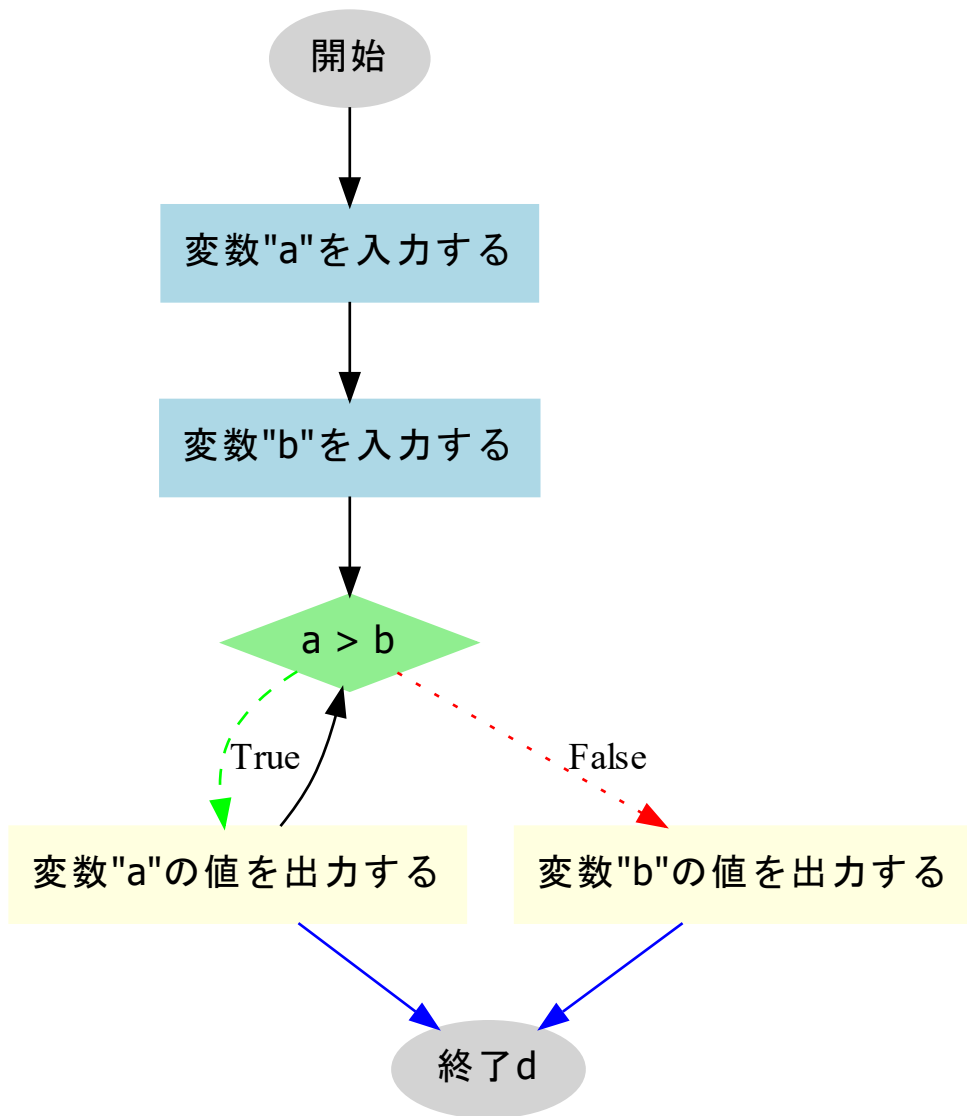 開始
変数"a"を入力する
変数"b"を入力する
a > b
True
False
変数"a"の値を出力する
変数"b"の値を出力する
終了d